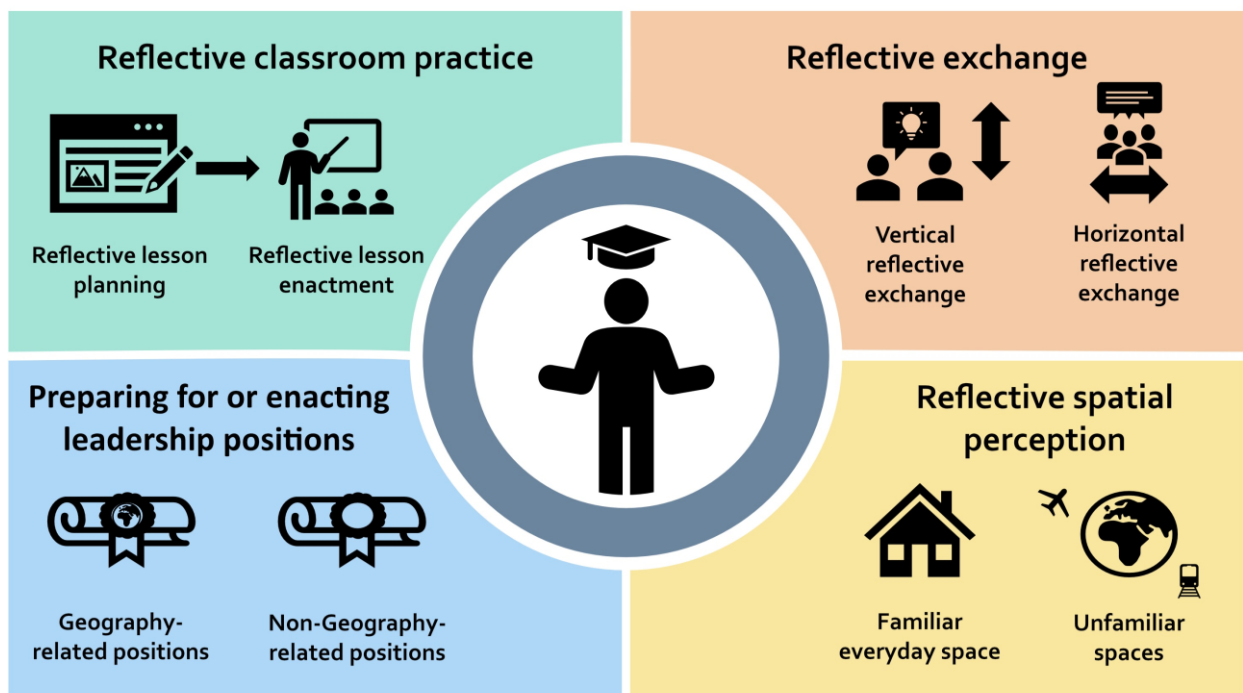 Reflective classroom practice
Reflective lesson
planning
Reflective lesson
enactment
Reflective exchange
Vertical
reflective
exchange
Horizontal
reflective
exchange
Preparing for or enacting
leadership positions
Geography-
related positions
Non-Geography-
related positions
Reflective spatial
perception
Familiar
everyday space
Unfamiliar
spaces